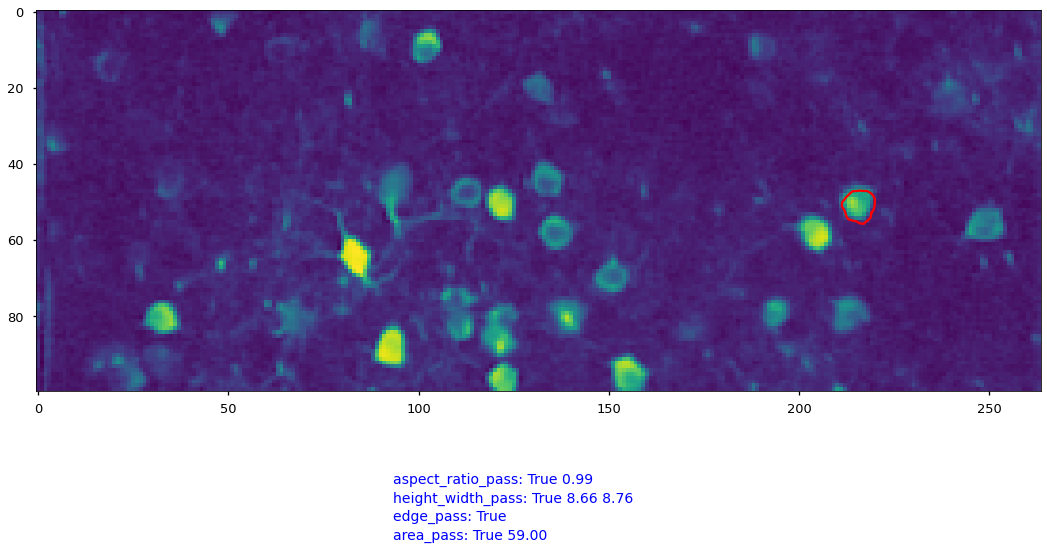 0
20
40
60
80
0 50 100 150 200 250
aspect_ratio_pass: True 0.99
height_width_pass: True 8.66 8.76
edge_pass: True
area_pass: True 59.00